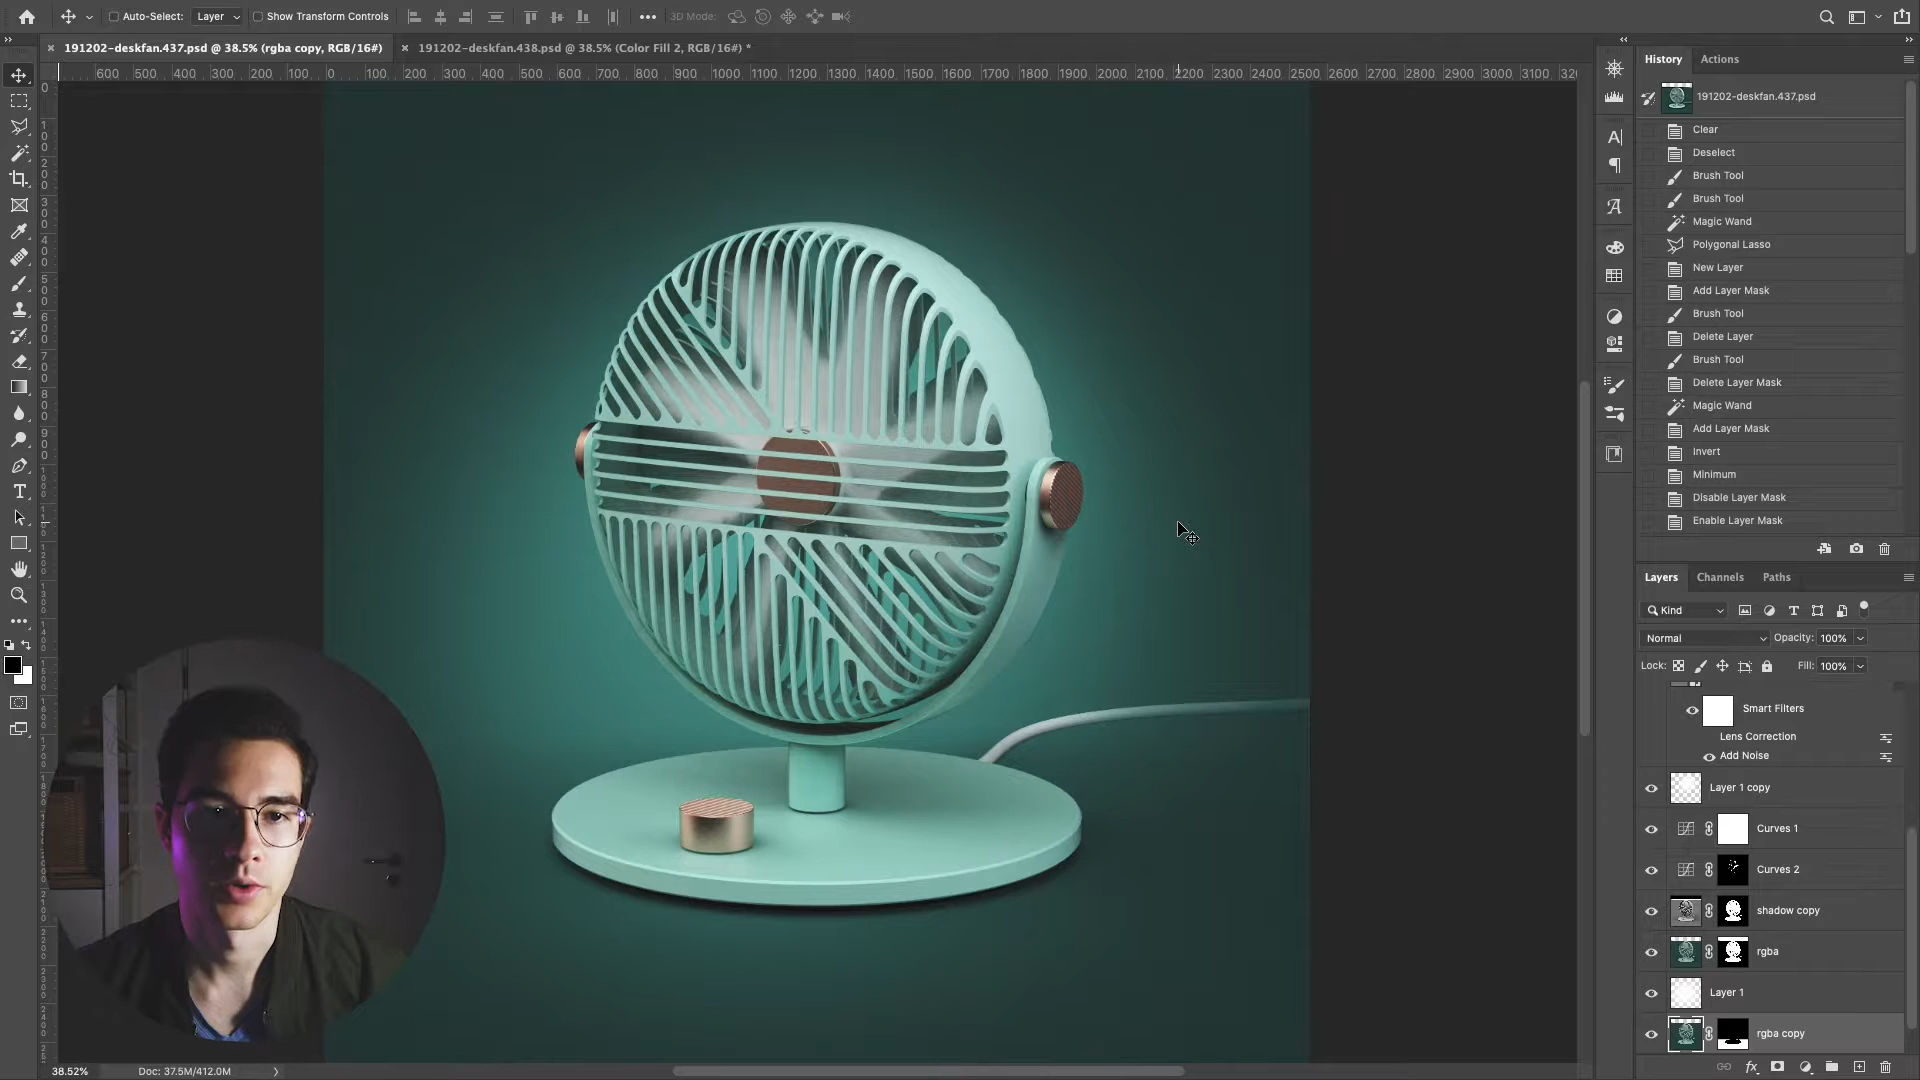 Auto-Select: Layer Show Transform Controls 3D Mode:
191202-deskfan.437.psd @ 38.5% (rgba copy, RGB/16#) 191202-deskfan.438.psd @ 38.5% (Color Fill 2, RGB/16#) *
600 500 400 300 200 100 0 100 200 300 400 500 600 700 800 900 1000 1100 1200 1300 1400 1500 1600 1700 1800 1900 2000 2100 2200 2300 2400 2500 2600 2700 2800 2900 3000 3100
History Actions
191202-deskfan.437.psd
Clear
Deselect
Brush Tool
Brush Tool
Magic Wand
Polygonal Lasso
New Layer
Add Layer Mask
Brush Tool
Delete Layer
Brush Tool
Delete Layer Mask
Magic Wand
Add Layer Mask
Invert
Minimum
Disable Layer Mask
Enable Layer Mask
Layers Channels Paths
Kind
Normal Opacity: 100%
Lock: Fill: 100%
Smart Filters
Lens Correction
Add Noise
Layer 1 copy
Curves 1
Curves 2
shadow copy
rgba
Layer 1
rgba copy
38.52% Doc: 37.5M/412.0M